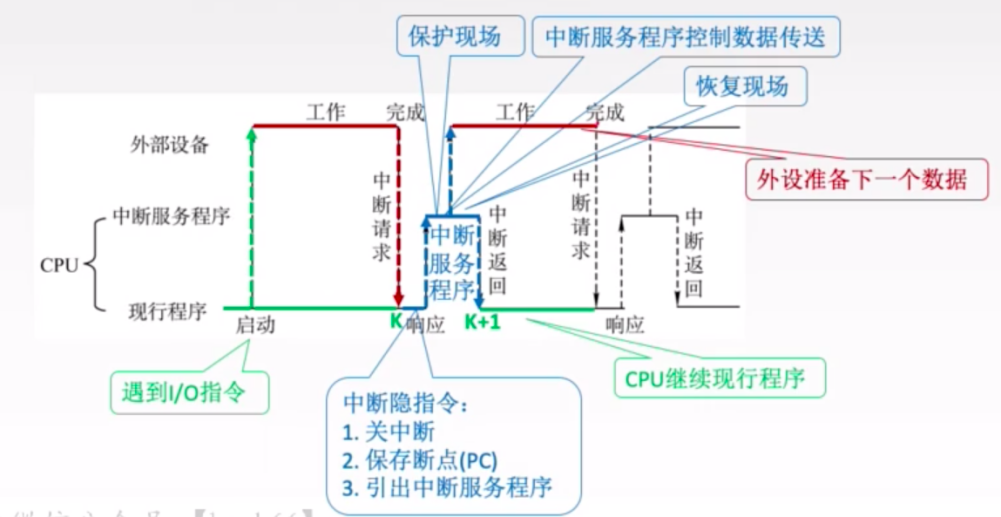 保护现场
中断服务程序控制数据传送
恢复现场
工作
完成
工作
完成
外部设备
外设准备下一个数据
中断请求
中断请求
中断服务程序
中断服务程序
中断返回
中断返回
CPU
现行程序
启动
K
响应
K+1
响应
遇到I/O指令
CPU继续现行程序
中断隐指令：
1. 关中断
2. 保存断点(PC)
3. 引出中断服务程序